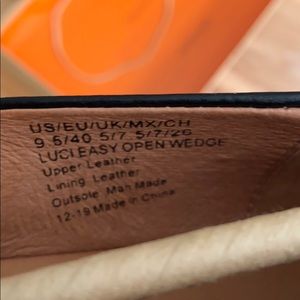 US/EU/UK/MX/CH
9.5/40.5/7.5/7/26
LUCI EASY OPEN WEDGE
Upper Leather
Lining Leather
Outsole Man Made
12-19 Made in China